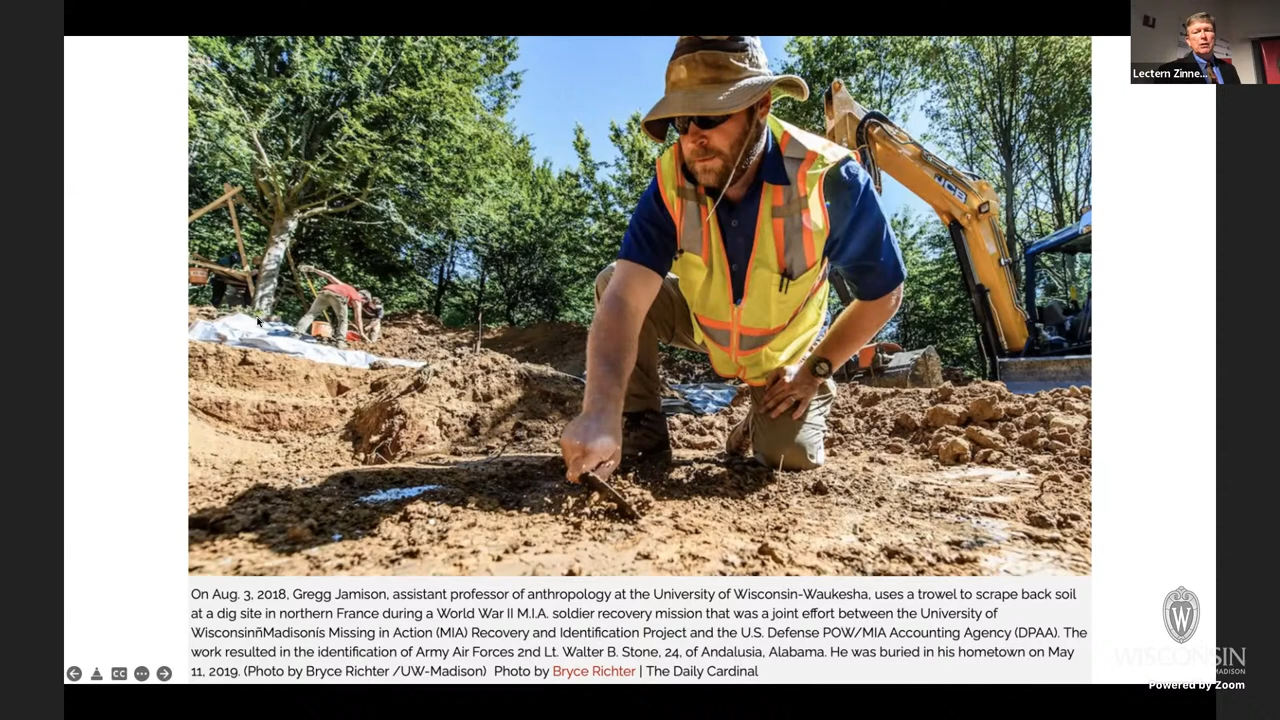 Lectern Zinne...
JCB
On Aug. 3, 2018, Gregg Jamison, assistant professor of anthropology at the University of Wisconsin-Waukesha, uses a trowel to scrape back soil
at a dig site in northern France during a World War II M.I.A. soldier recovery mission that was a joint effort between the University of
WisconsinñMadisonís Missing in Action (MIA) Recovery and Identification Project and the U.S. Defense POW/MIA Accounting Agency (DPAA). The
work resulted in the identification of Army Air Forces 2nd Lt. Walter B. Stone, 24, of Andalusia, Alabama. He was buried in his hometown on May
11, 2019. (Photo by Bryce Richter /UW-Madison) Photo by Bryce Richter | The Daily Cardinal
CC
W
WISCONSIN
MADISON
Powered by Zoom